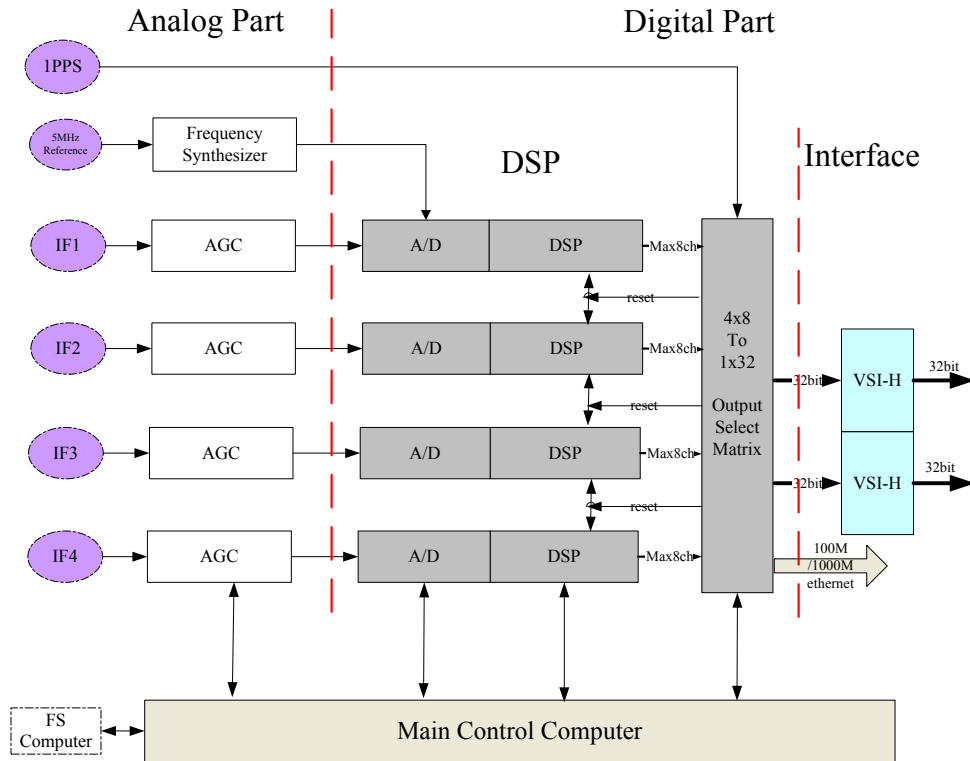 Analog Part
Digital Part
1PPS
5MHz
Reference
Frequency
Synthesizer
DSP
Interface
IF1
AGC
A/D
DSP
Max8ch
reset
IF2
AGC
A/D
DSP
Max8ch
reset
IF3
AGC
A/D
DSP
Max8ch
reset
IF4
AGC
A/D
DSP
Max8ch
4x8
To
1x32
Output
Select
Matrix
32bit
VSI-H
32bit
32bit
VSI-H
32bit
100M
/1000M
ethernet
FS
Computer
Main Control Computer